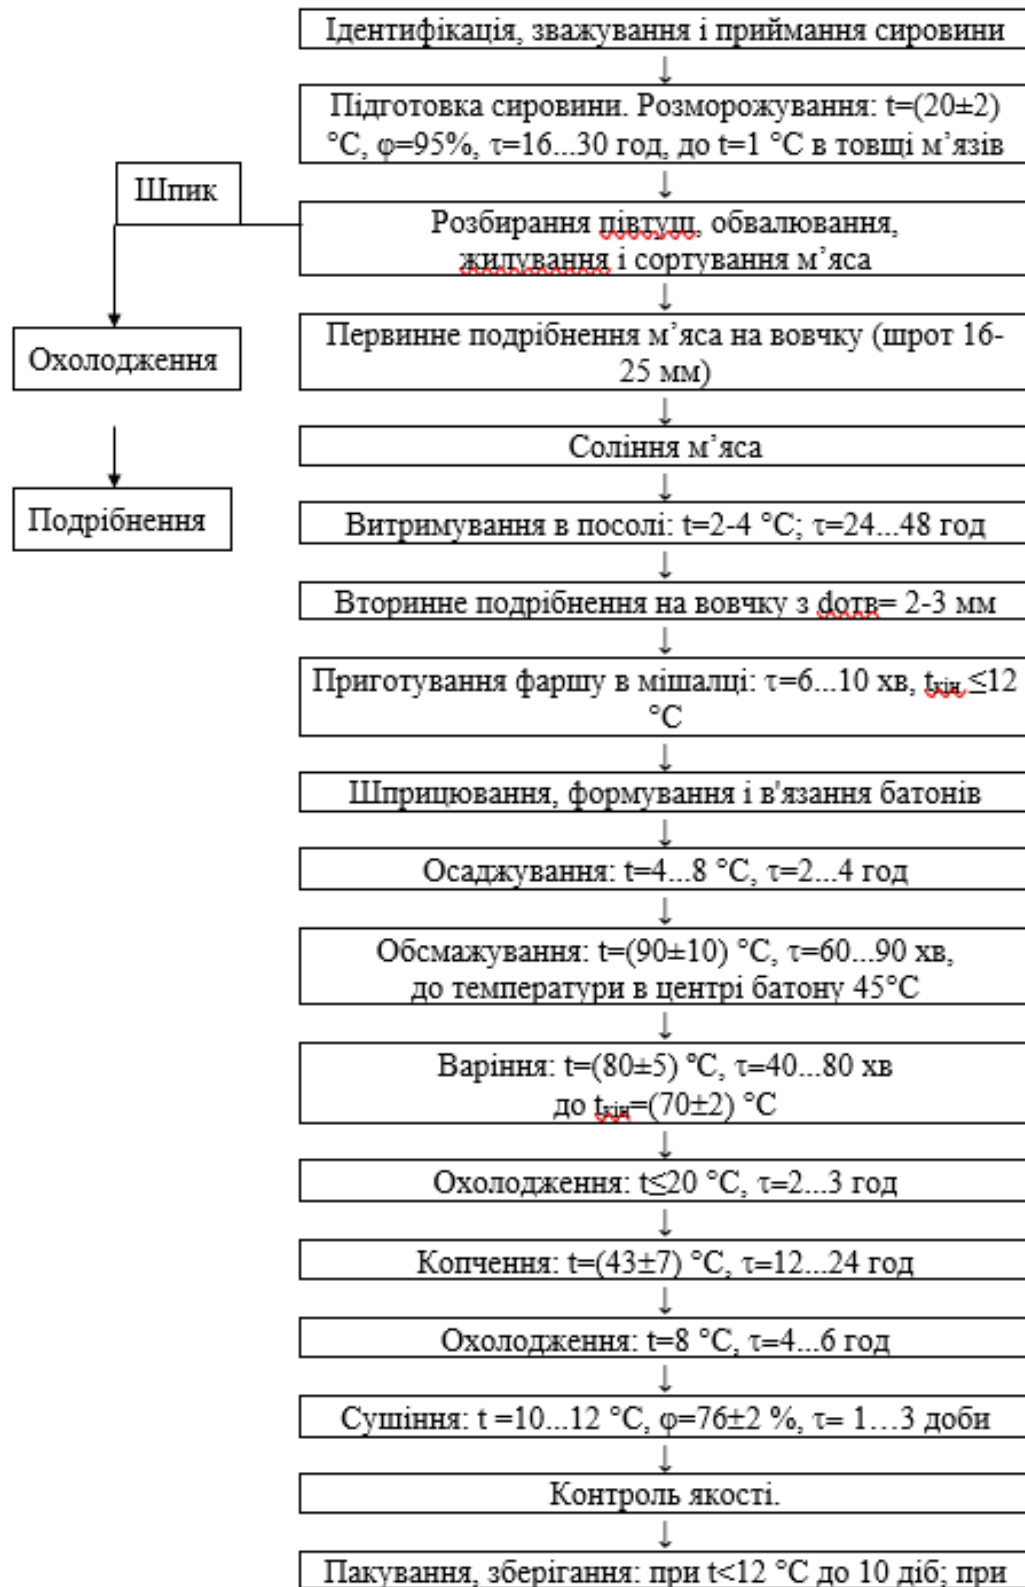 Ідентифікація, зважування і приймання сировини
↓
Підготовка сировини. Розморожування: t=(20±2)
°С, φ=95%, τ=16...30 год, до t=1 °С в товщі м’язів
↓
Шпик
Розбирання півтуш, обвалювання,
жилування і сортування м’яса
↓
Охолодження
Первинне подрібнення м’яса на вовчку (шрот 16-
25 мм)
↓
Соління м’яса
↓
Подрібнення
Витримування в посолі: t=2-4 °С; τ=24...48 год
↓
Вторинне подрібнення на вовчку з dотв= 2-3 мм
↓
Приготування фаршу в мішалці: τ=6...10 хв, tкін ≤12
°С
↓
Шприцювання, формування і в'язання батонів
↓
Осаджування: t=4...8 °С, τ=2...4 год
↓
Обсмажування: t=(90±10) °С, τ=60...90 хв,
до температури в центрі батону 45°С
↓
Варіння: t=(80±5) °С, τ=40...80 хв
до tкін=(70±2) °С
↓
Охолодження: t≤20 °С, τ=2...3 год
↓
Копчення: t=(43±7) °С, τ=12...24 год
↓
Охолодження: t=8 °С, τ=4...6 год
↓
Сушіння: t =10...12 °С, φ=76±2 %, τ= 1...3 доби
↓
Контроль якості.
↓
Пакування, зберігання: при t<12 °С до 10 діб; при